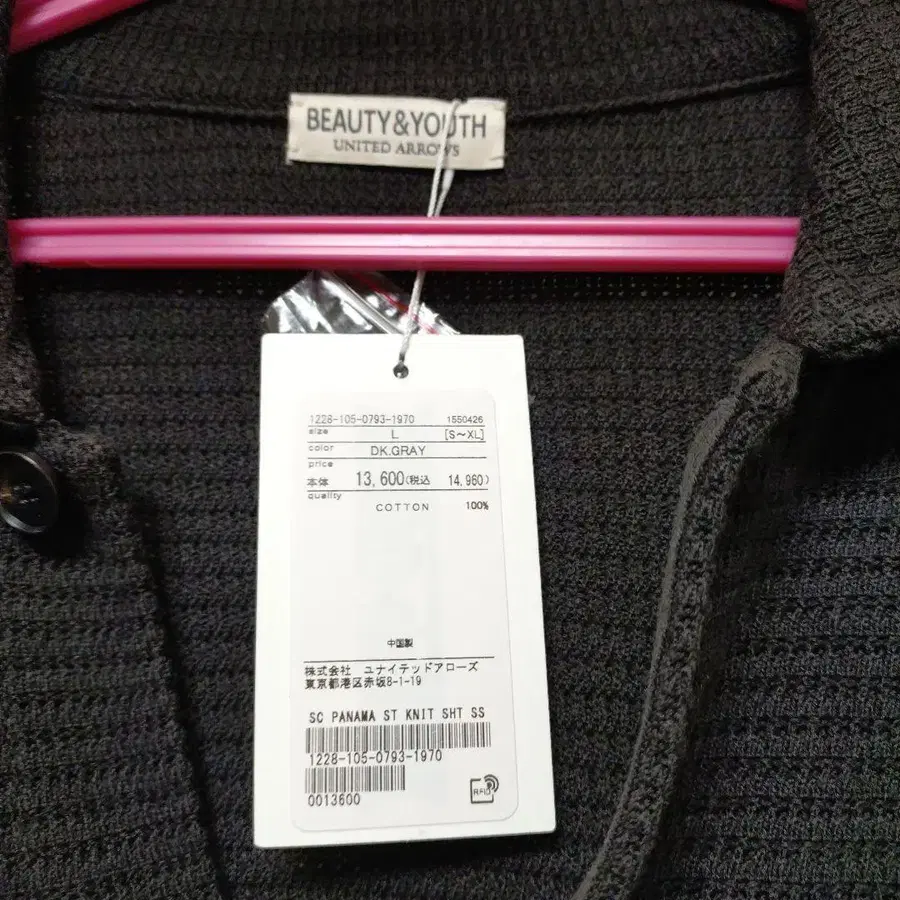 BEAUTY&YOUTH
UNITED ARROWS
1228-105-0793-1970 1550426
size L [S～XL]
color DK.GRAY
price
本体 13,600(税込 14,960)
quality
COTTON 100%
中国製
株式会社 ユナイテッドアローズ
東京都港区赤坂8-1-19
SC PANAMA ST KNIT SHT SS
1228-105-0793-1970
0013600
RFID